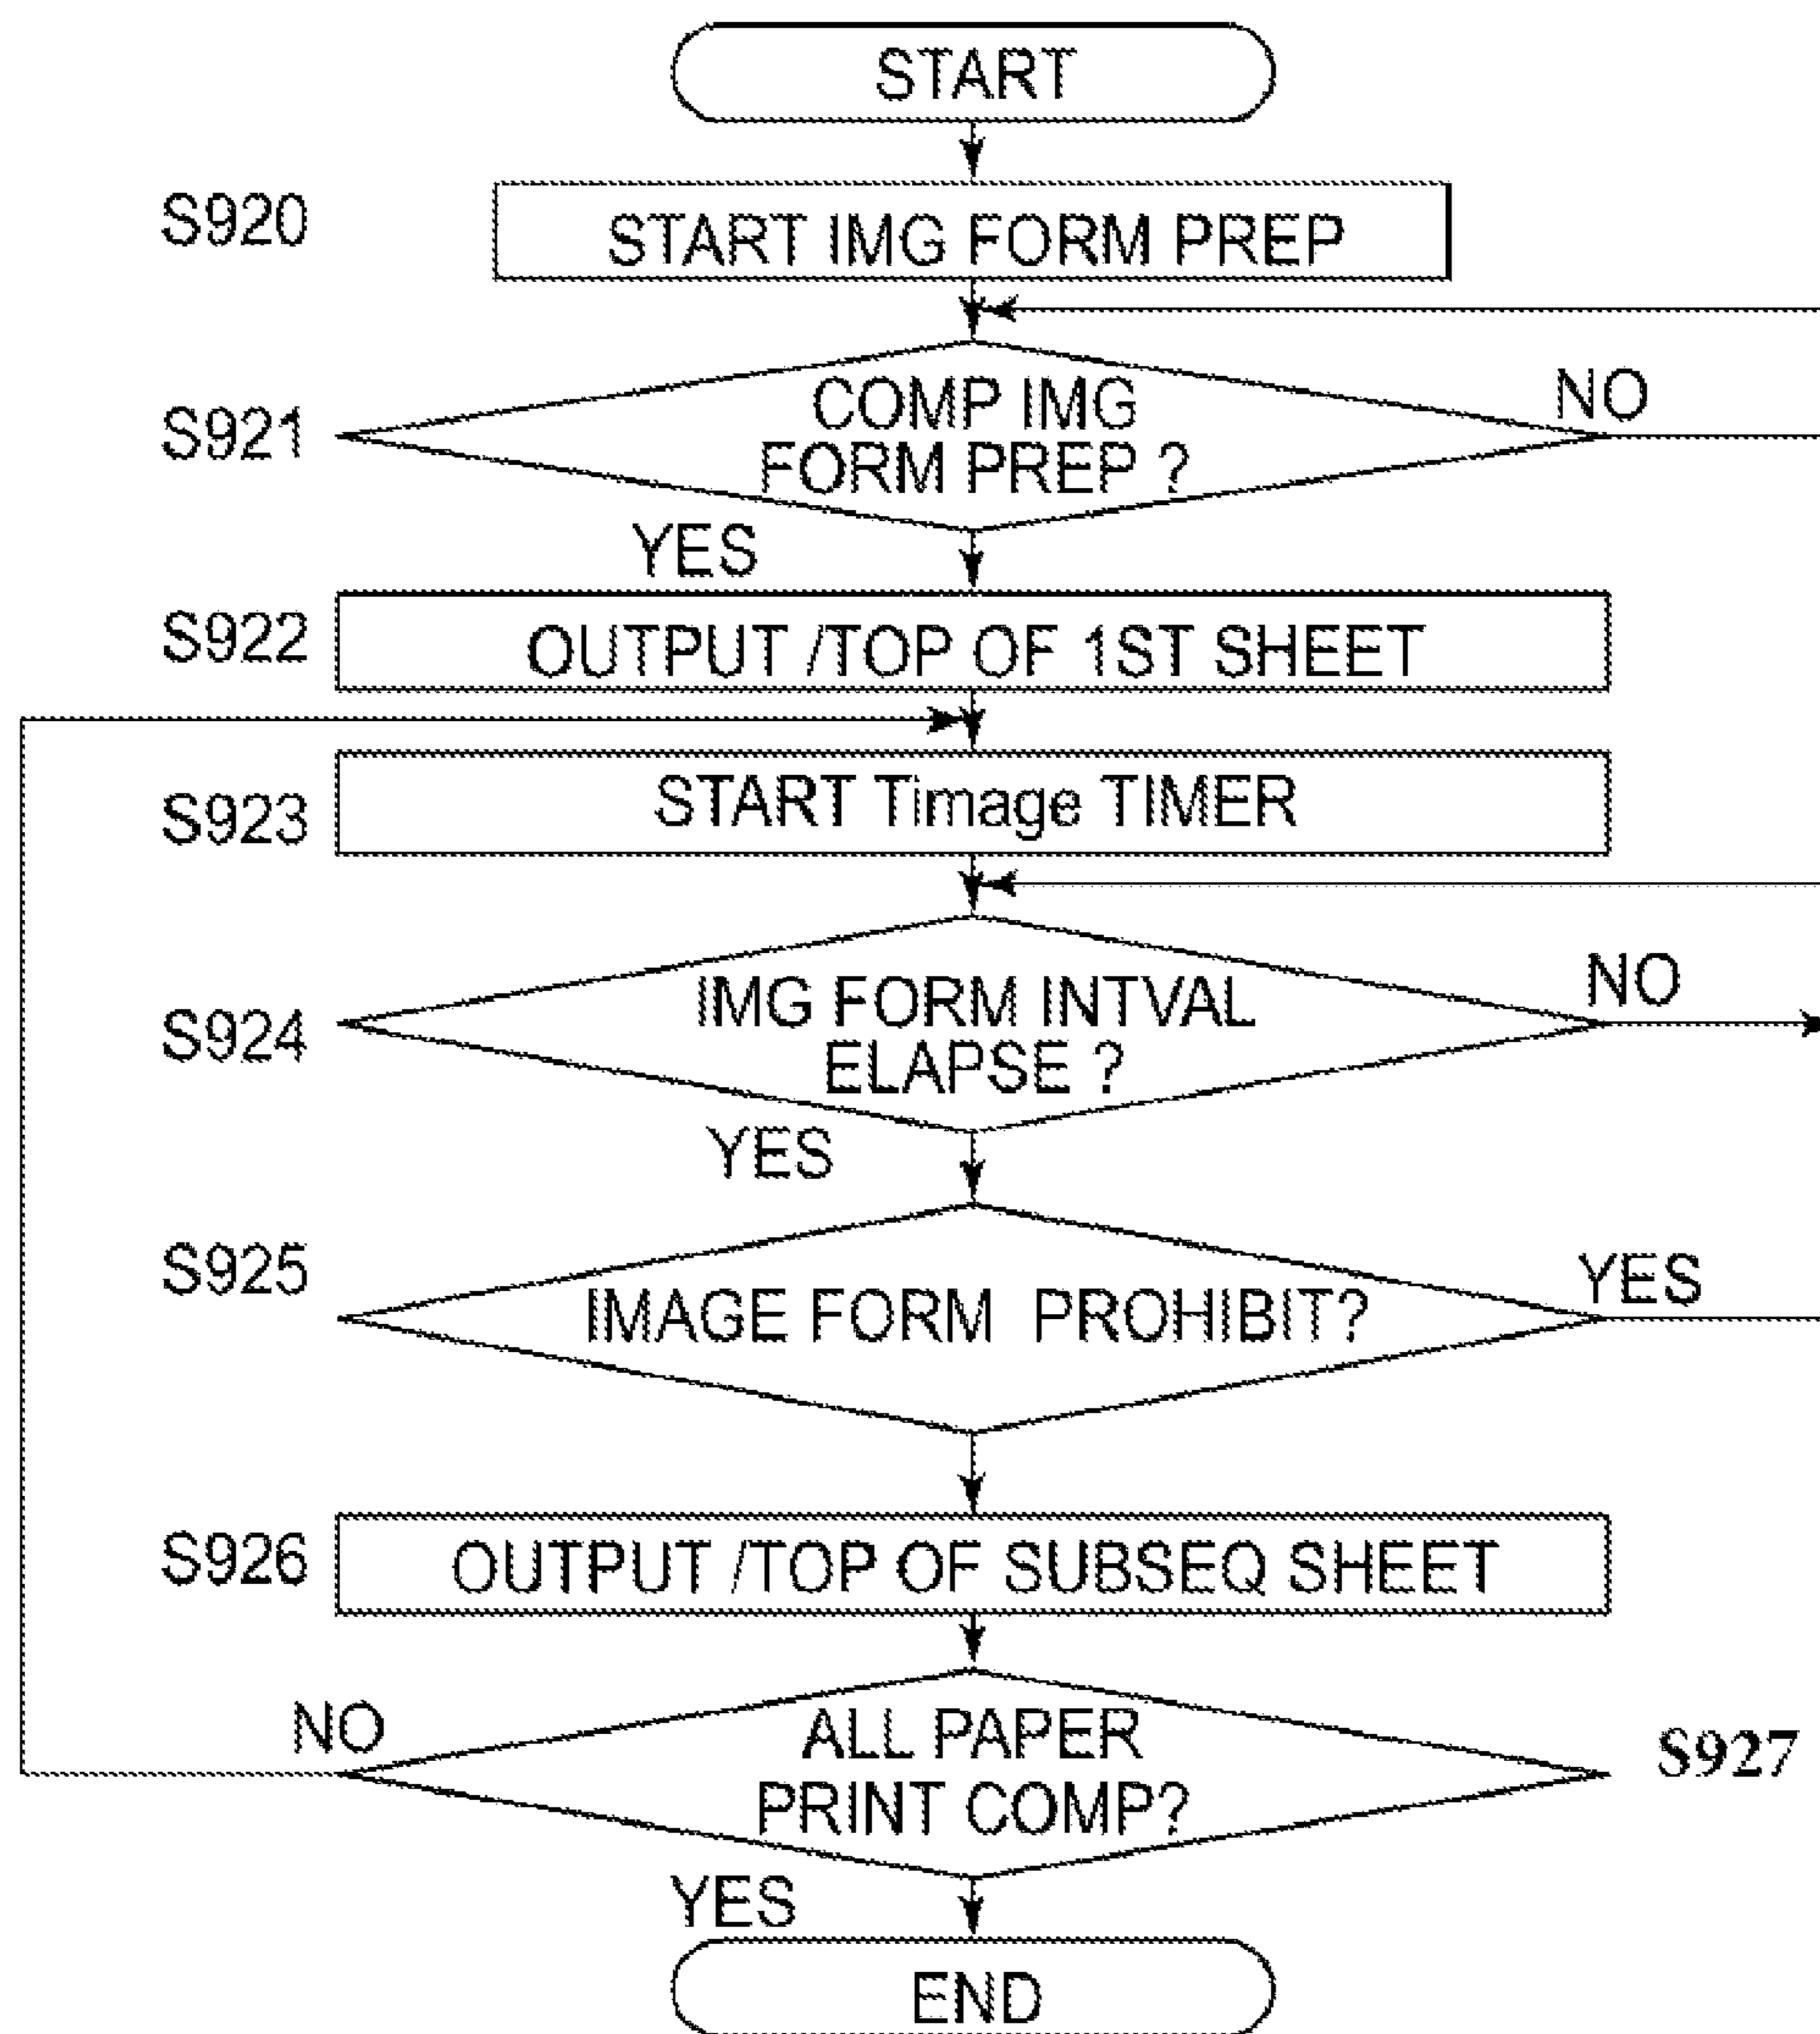 START
S920
START IMG FORM PREP
S921
COMP IMG
FORM PREP ?
NO
YES
S922
OUTPUT /TOP OF 1ST SHEET
S923
START Timage TIMER
S924
IMG FORM INTVAL
ELAPSE ?
NO
YES
S925
IMAGE FORM PROHIBIT?
YES
S926
OUTPUT /TOP OF SUBSEQ SHEET
NO
ALL PAPER
PRINT COMP?
S927
YES
END